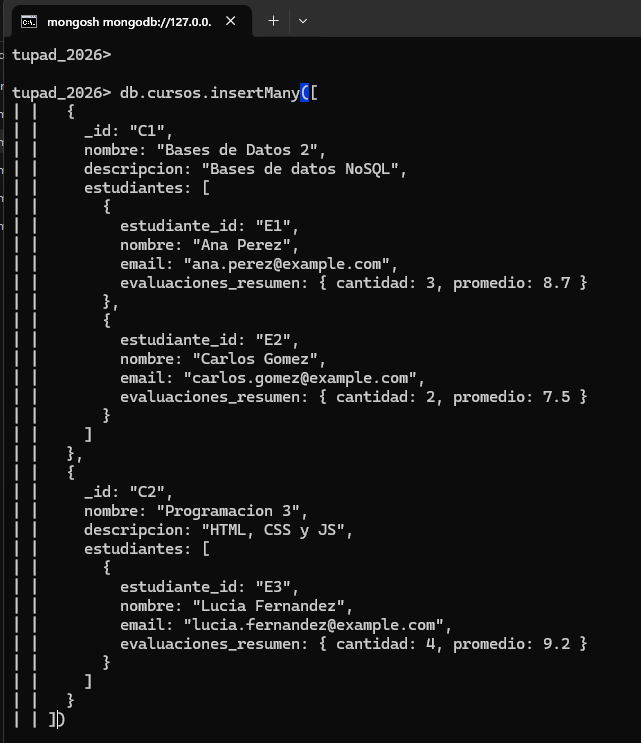 mongosh mongodb://127.0.0.
tupad_2026>
tupad_2026> db.cursos.insertMany([
| |   {
| |     _id: "C1",
| |     nombre: "Bases de Datos 2",
| |     descripcion: "Bases de datos NoSQL",
| |     estudiantes: [
| |       {
| |         estudiante_id: "E1",
| |         nombre: "Ana Perez",
| |         email: "ana.perez@example.com",
| |         evaluaciones_resumen: { cantidad: 3, promedio: 8.7 }
| |       },
| |       {
| |         estudiante_id: "E2",
| |         nombre: "Carlos Gomez",
| |         email: "carlos.gomez@example.com",
| |         evaluaciones_resumen: { cantidad: 2, promedio: 7.5 }
| |       }
| |     ]
| |   },
| |   {
| |     _id: "C2",
| |     nombre: "Programacion 3",
| |     descripcion: "HTML, CSS y JS",
| |     estudiantes: [
| |       {
| |         estudiante_id: "E3",
| |         nombre: "Lucia Fernandez",
| |         email: "lucia.fernandez@example.com",
| |         evaluaciones_resumen: { cantidad: 4, promedio: 9.2 }
| |       }
| |     ]
| |   }
| | ])